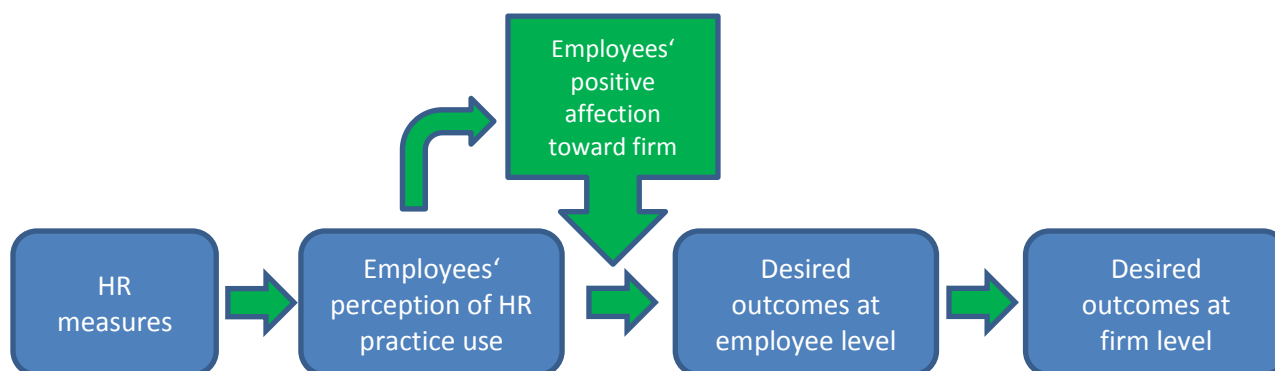 Employees‘
positive
affection
toward firm
HR
measures
Employees‘
perception of HR
practice use
Desired
outcomes at
employee level
Desired
outcomes at
firm level